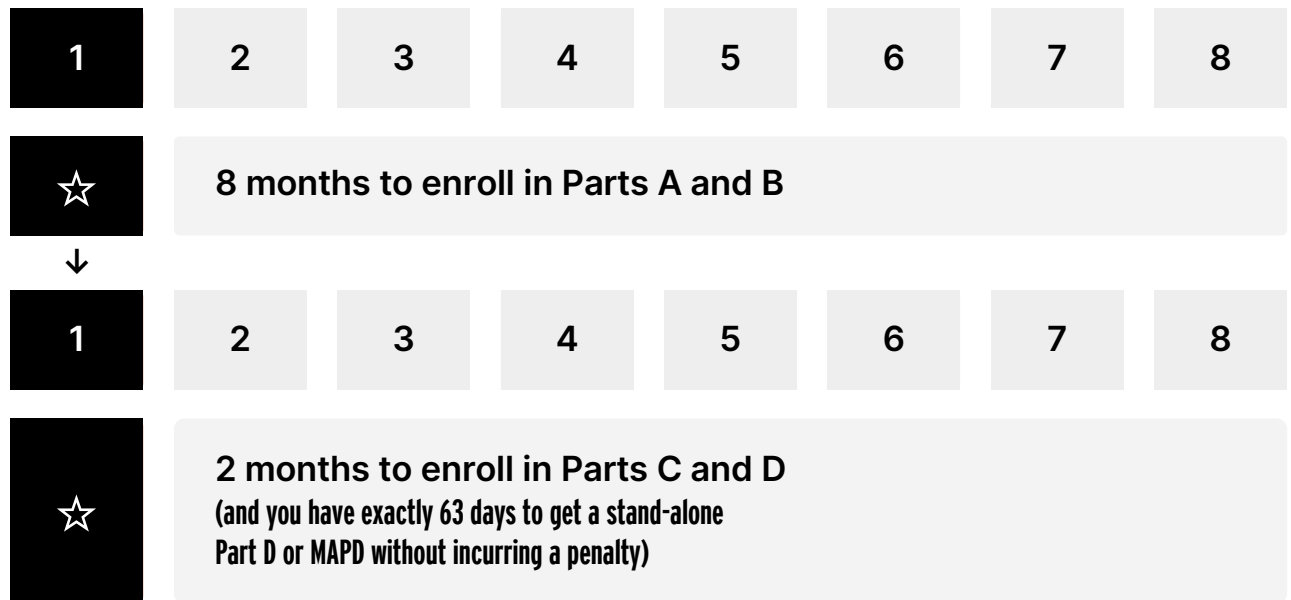 1 2 3 4 5 6 7 8
8 months to enroll in Parts A and B
1 2 3 4 5 6 7 8
2 months to enroll in Parts C and D
(and you have exactly 63 days to get a stand-alone
Part D or MAPD without incurring a penalty)